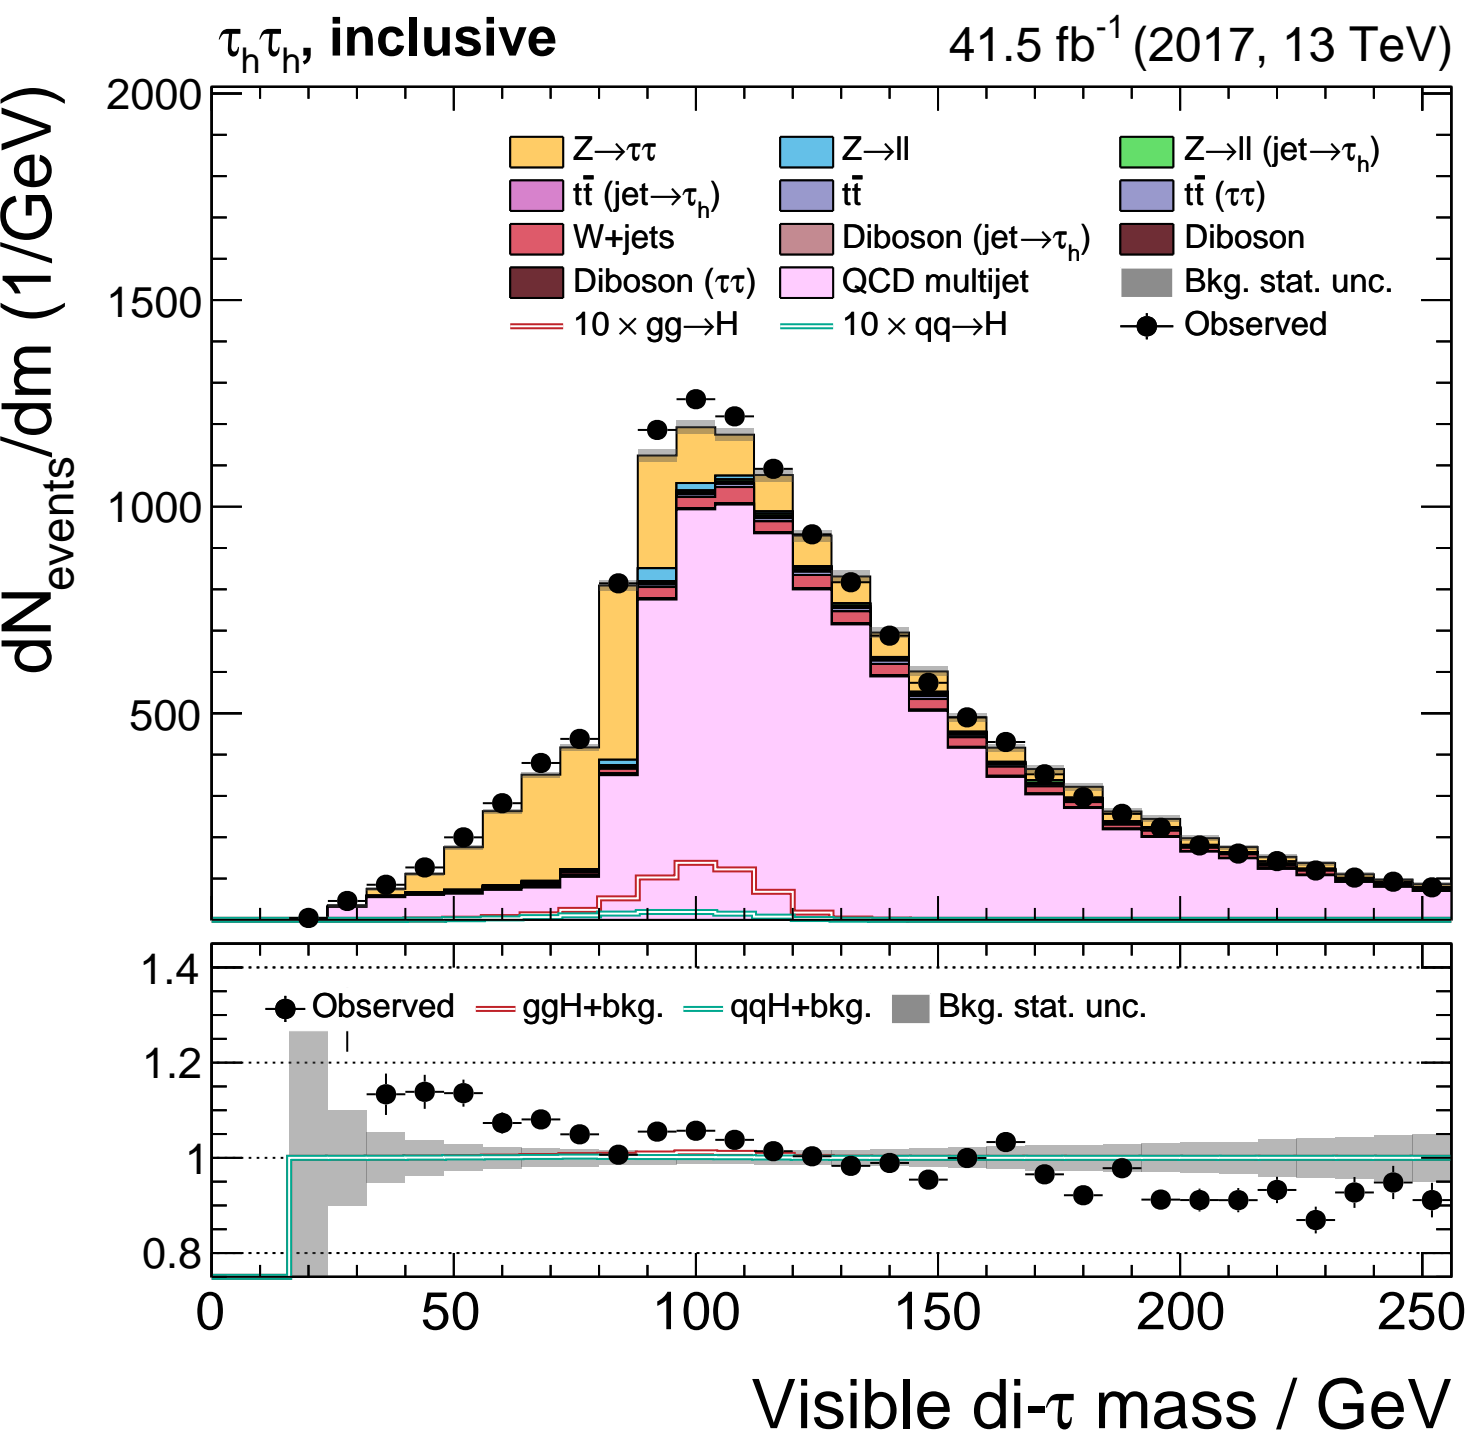 τhτh, inclusive 41.5 fb-1 (2017, 13 TeV)
dNevents/dm (1/GeV)
2000
1500
1000
500
Z→ττ Z→ll Z→ll (jet→τh)
tt̄ (jet→τh) tt̄ tt̄ (ττ)
W+jets Diboson (jet→τh) Diboson
Diboson (ττ) QCD multijet Bkg. stat. unc.
10 × gg→H 10 × qq→H Observed
1.4
1.2
1
0.8
Observed ggH+bkg. qqH+bkg. Bkg. stat. unc.
0 50 100 150 200 250
Visible di-τ mass / GeV